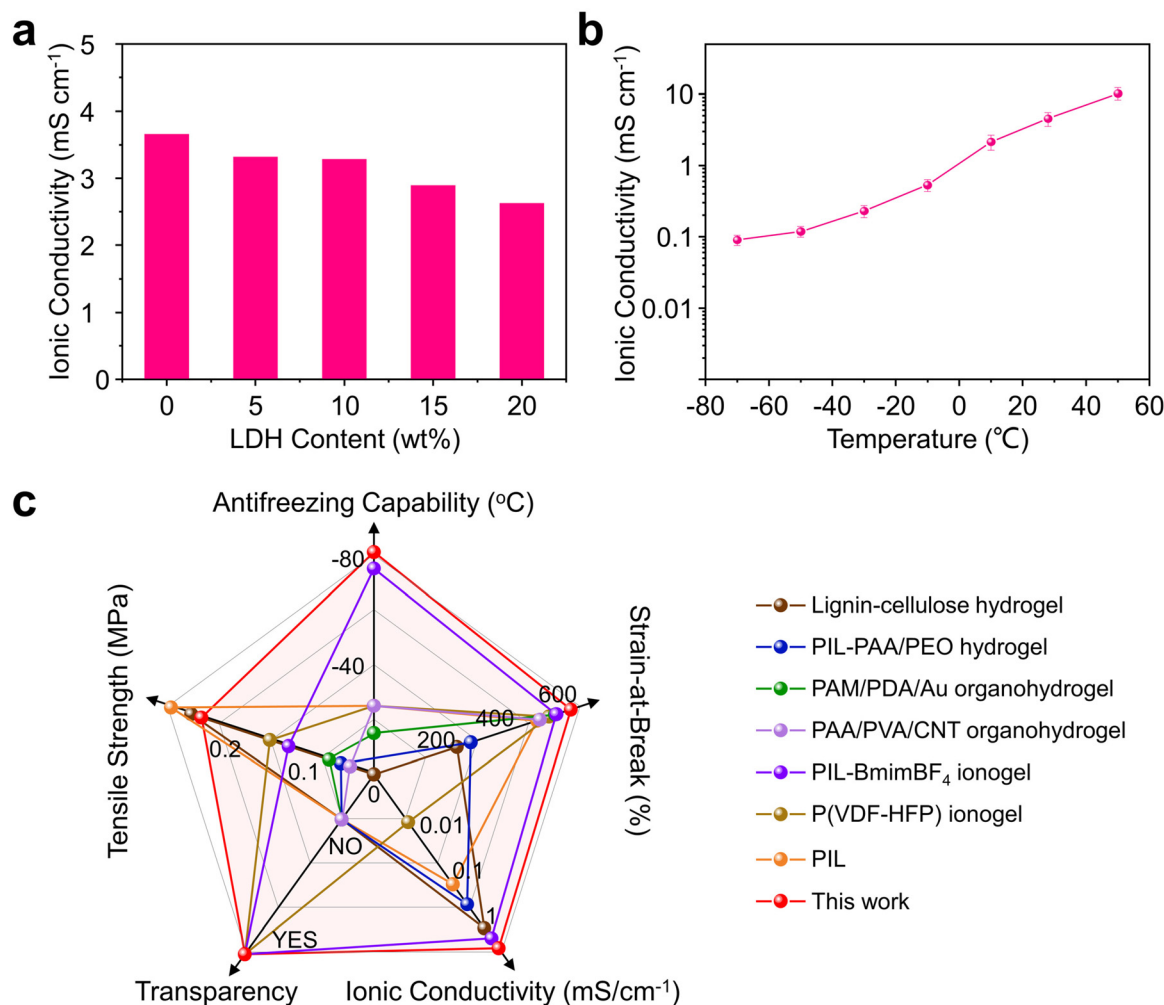 a
Ionic Conductivity (mS cm⁻¹)
5
4
3
2
1
0
0 5 10 15 20
LDH Content (wt%)
b
Ionic Conductivity (mS cm⁻¹)
10
1
0.1
0.01
-80 -60 -40 -20 0 20 40 60
Temperature (℃)
c
Antifreezing Capability (°C)
-80
-40
Tensile Strength (MPa)
0.2
0.1
Strain-at-Break (%)
600
400
200
0
0.01
0.1
1
NO
YES
Transparency
Ionic Conductivity (mS/cm⁻¹)
Lignin-cellulose hydrogel
PIL-PAA/PEO hydrogel
PAM/PDA/Au organohydrogel
PAA/PVA/CNT organohydrogel
PIL-BmimBF₄ ionogel
P(VDF-HFP) ionogel
PIL
This work